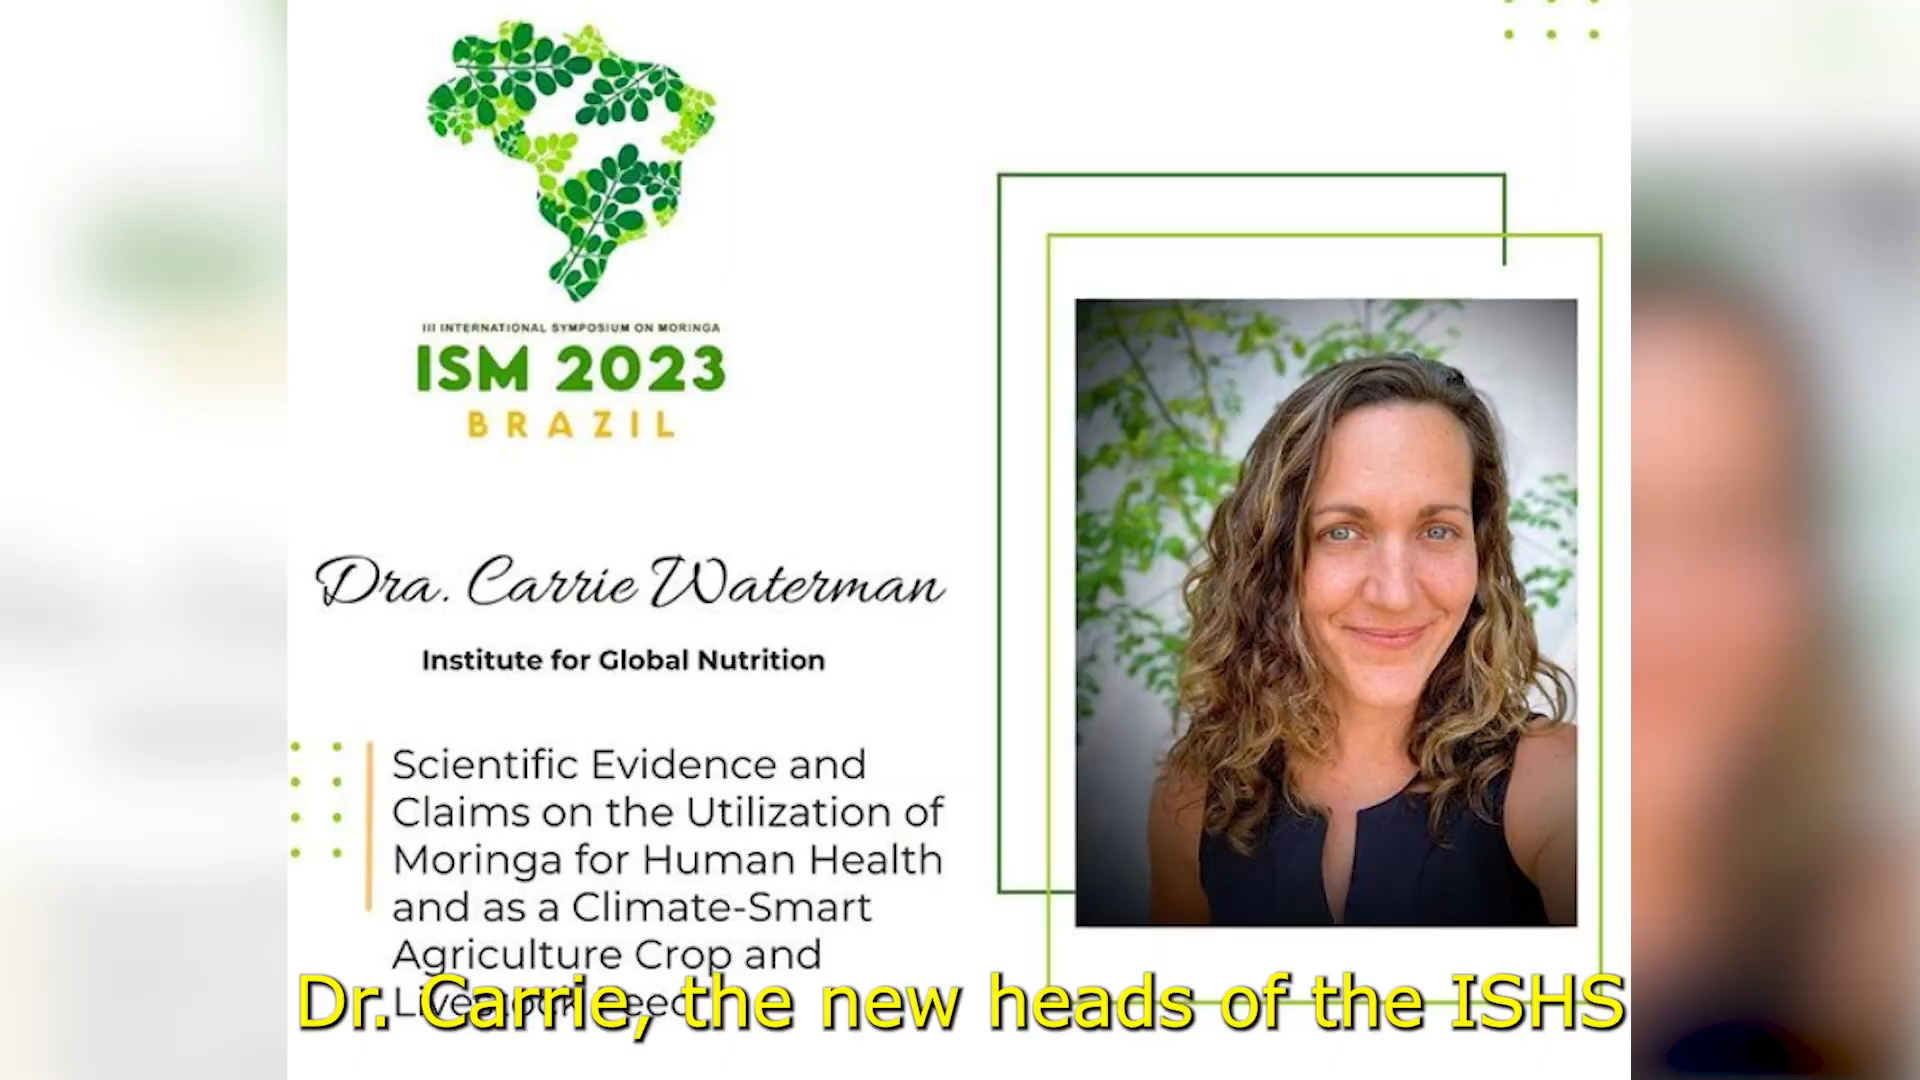 III INTERNATIONAL SYMPOSIUM ON MORINGA
ISM 2023
BRAZIL
Dra. Carrie Waterman
Institute for Global Nutrition
Scientific Evidence and
Claims on the Utilization of
Moringa for Human Health
and as a Climate-Smart
Agriculture Crop and
Dr. Carrie, the new heads of the ISHS